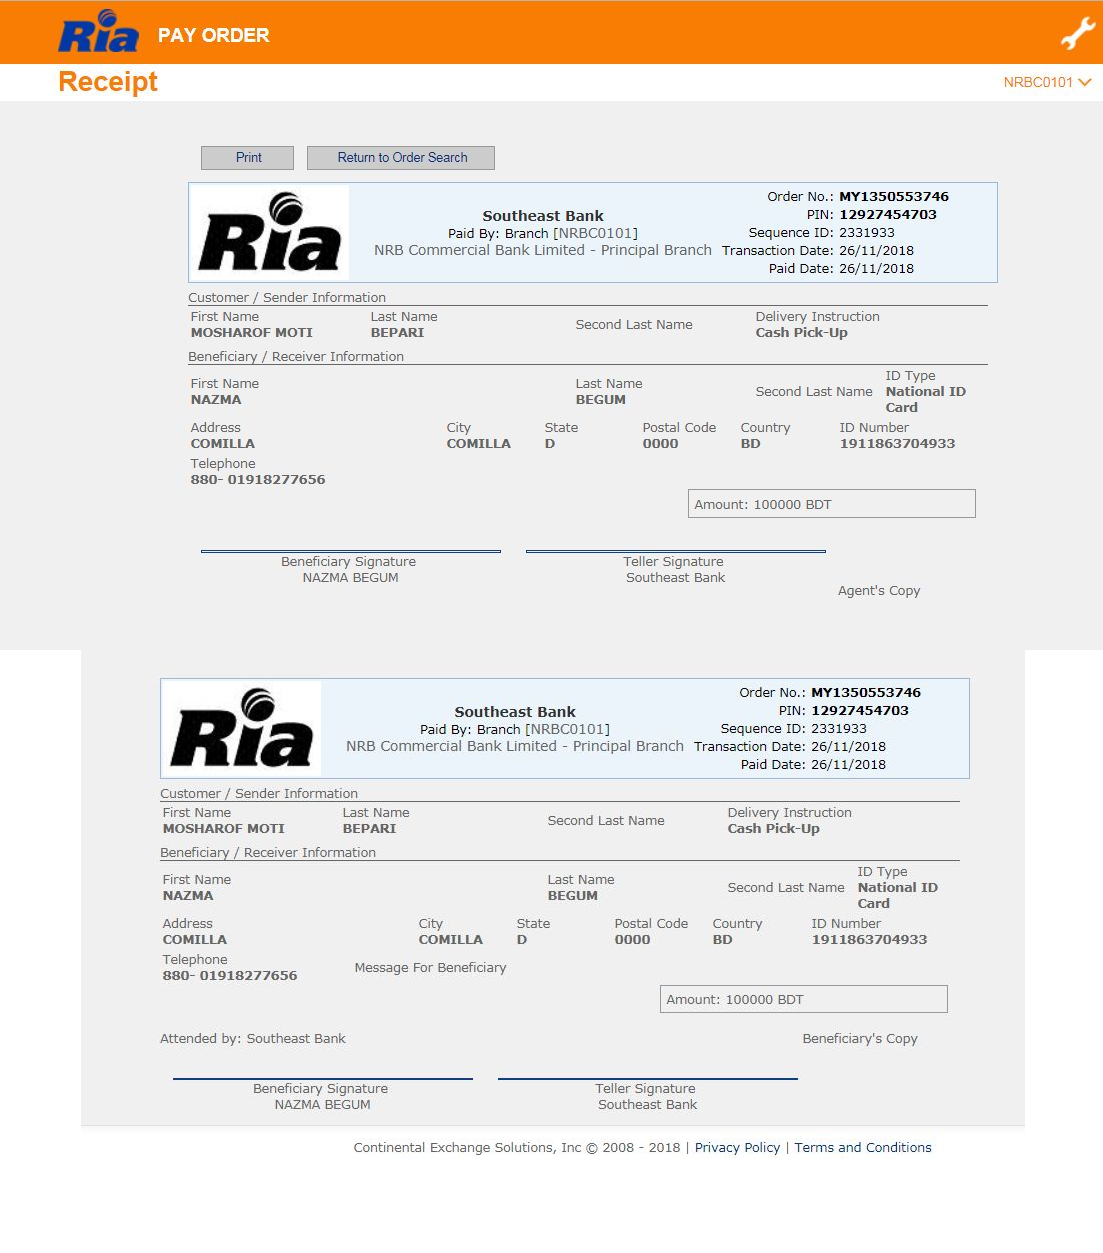 Ria PAY ORDER
Receipt
NRBC0101
Print Return to Order Search
Ria
Southeast Bank
Paid By: Branch [NRBC0101]
NRB Commercial Bank Limited - Principal Branch
Order No.: MY1350553746
PIN: 12927454703
Sequence ID: 2331933
Transaction Date: 26/11/2018
Paid Date: 26/11/2018
Customer / Sender Information
First Name Last Name Second Last Name Delivery Instruction
MOSHAROF MOTI BEPARI Cash Pick-Up
Beneficiary / Receiver Information
First Name Last Name Second Last Name ID Type
NAZMA BEGUM National ID
Card
Address City State Postal Code Country ID Number
COMILLA COMILLA D 0000 BD 1911863704933
Telephone
880- 01918277656
Amount: 100000 BDT
Beneficiary Signature Teller Signature
NAZMA BEGUM Southeast Bank
Agent's Copy
Ria
Southeast Bank
Paid By: Branch [NRBC0101]
NRB Commercial Bank Limited - Principal Branch
Order No.: MY1350553746
PIN: 12927454703
Sequence ID: 2331933
Transaction Date: 26/11/2018
Paid Date: 26/11/2018
Customer / Sender Information
First Name Last Name Second Last Name Delivery Instruction
MOSHAROF MOTI BEPARI Cash Pick-Up
Beneficiary / Receiver Information
First Name Last Name Second Last Name ID Type
NAZMA BEGUM National ID
Card
Address City State Postal Code Country ID Number
COMILLA COMILLA D 0000 BD 1911863704933
Telephone Message For Beneficiary
880- 01918277656
Amount: 100000 BDT
Attended by: Southeast Bank Beneficiary's Copy
Beneficiary Signature Teller Signature
NAZMA BEGUM Southeast Bank
Continental Exchange Solutions, Inc © 2008 - 2018 | Privacy Policy | Terms and Conditions